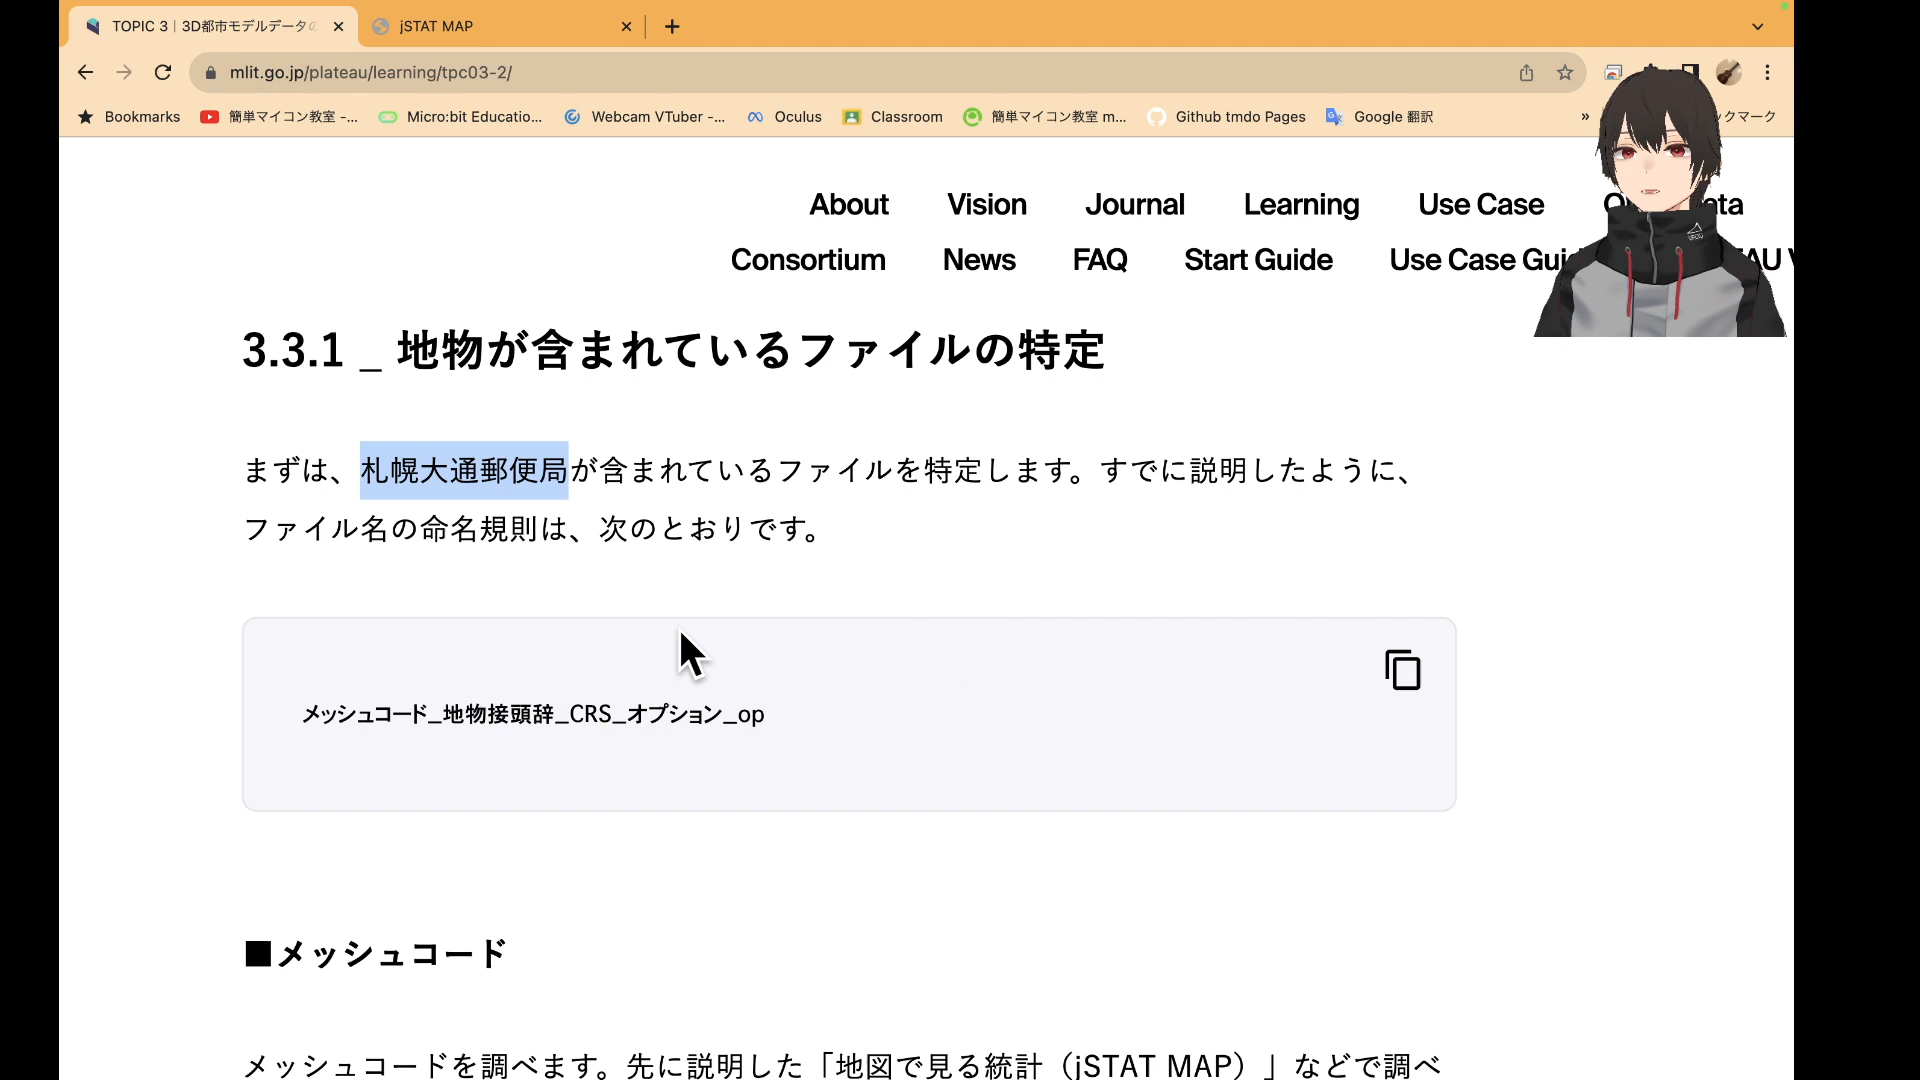 TOPIC 3｜3D都市モデルデータの
jSTAT MAP
mlit.go.jp/plateau/learning/tpc03-2/
Bookmarks
簡単マイコン教室 -...
Micro:bit Educatio...
Webcam VTuber -...
Oculus
Classroom
簡単マイコン教室 m...
Github tmdo Pages
Google 翻訳
»
ックマーク
About Vision Journal Learning Use Case
Consortium News FAQ Start Guide Use Case Gui
3.3.1 _ 地物が含まれているファイルの特定
まずは、札幌大通郵便局が含まれているファイルを特定します。すでに説明したように、
ファイル名の命名規則は、次のとおりです。
メッシュコード_地物接頭辞_CRS_オプション_op
■メッシュコード
メッシュコードを調べます。先に説明した「地図で見る統計（jSTAT MAP）」などで調べ